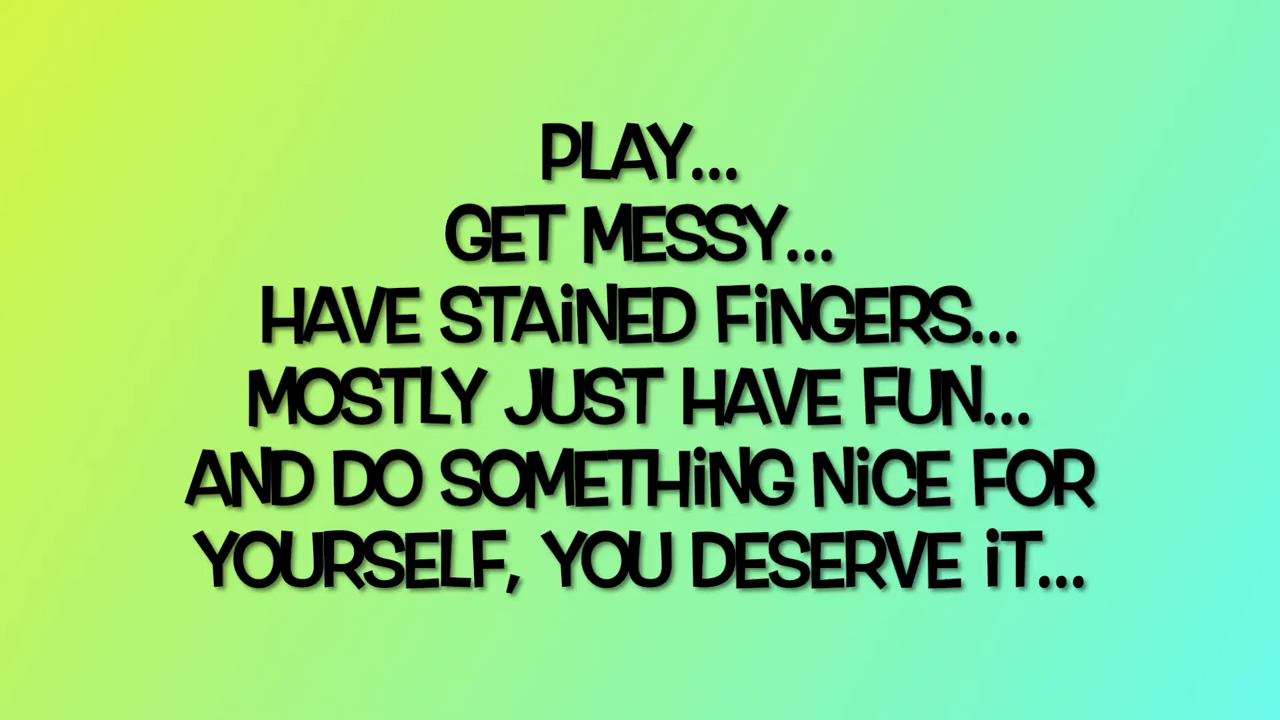 PLAY...
GET MESSY...
HAVE STAiNED FiNGERS...
MOSTLY JUST HAVE FUN...
AND DO SOMETHiNG NiCE FOR
YOURSELF, YOU DESERVE iT...